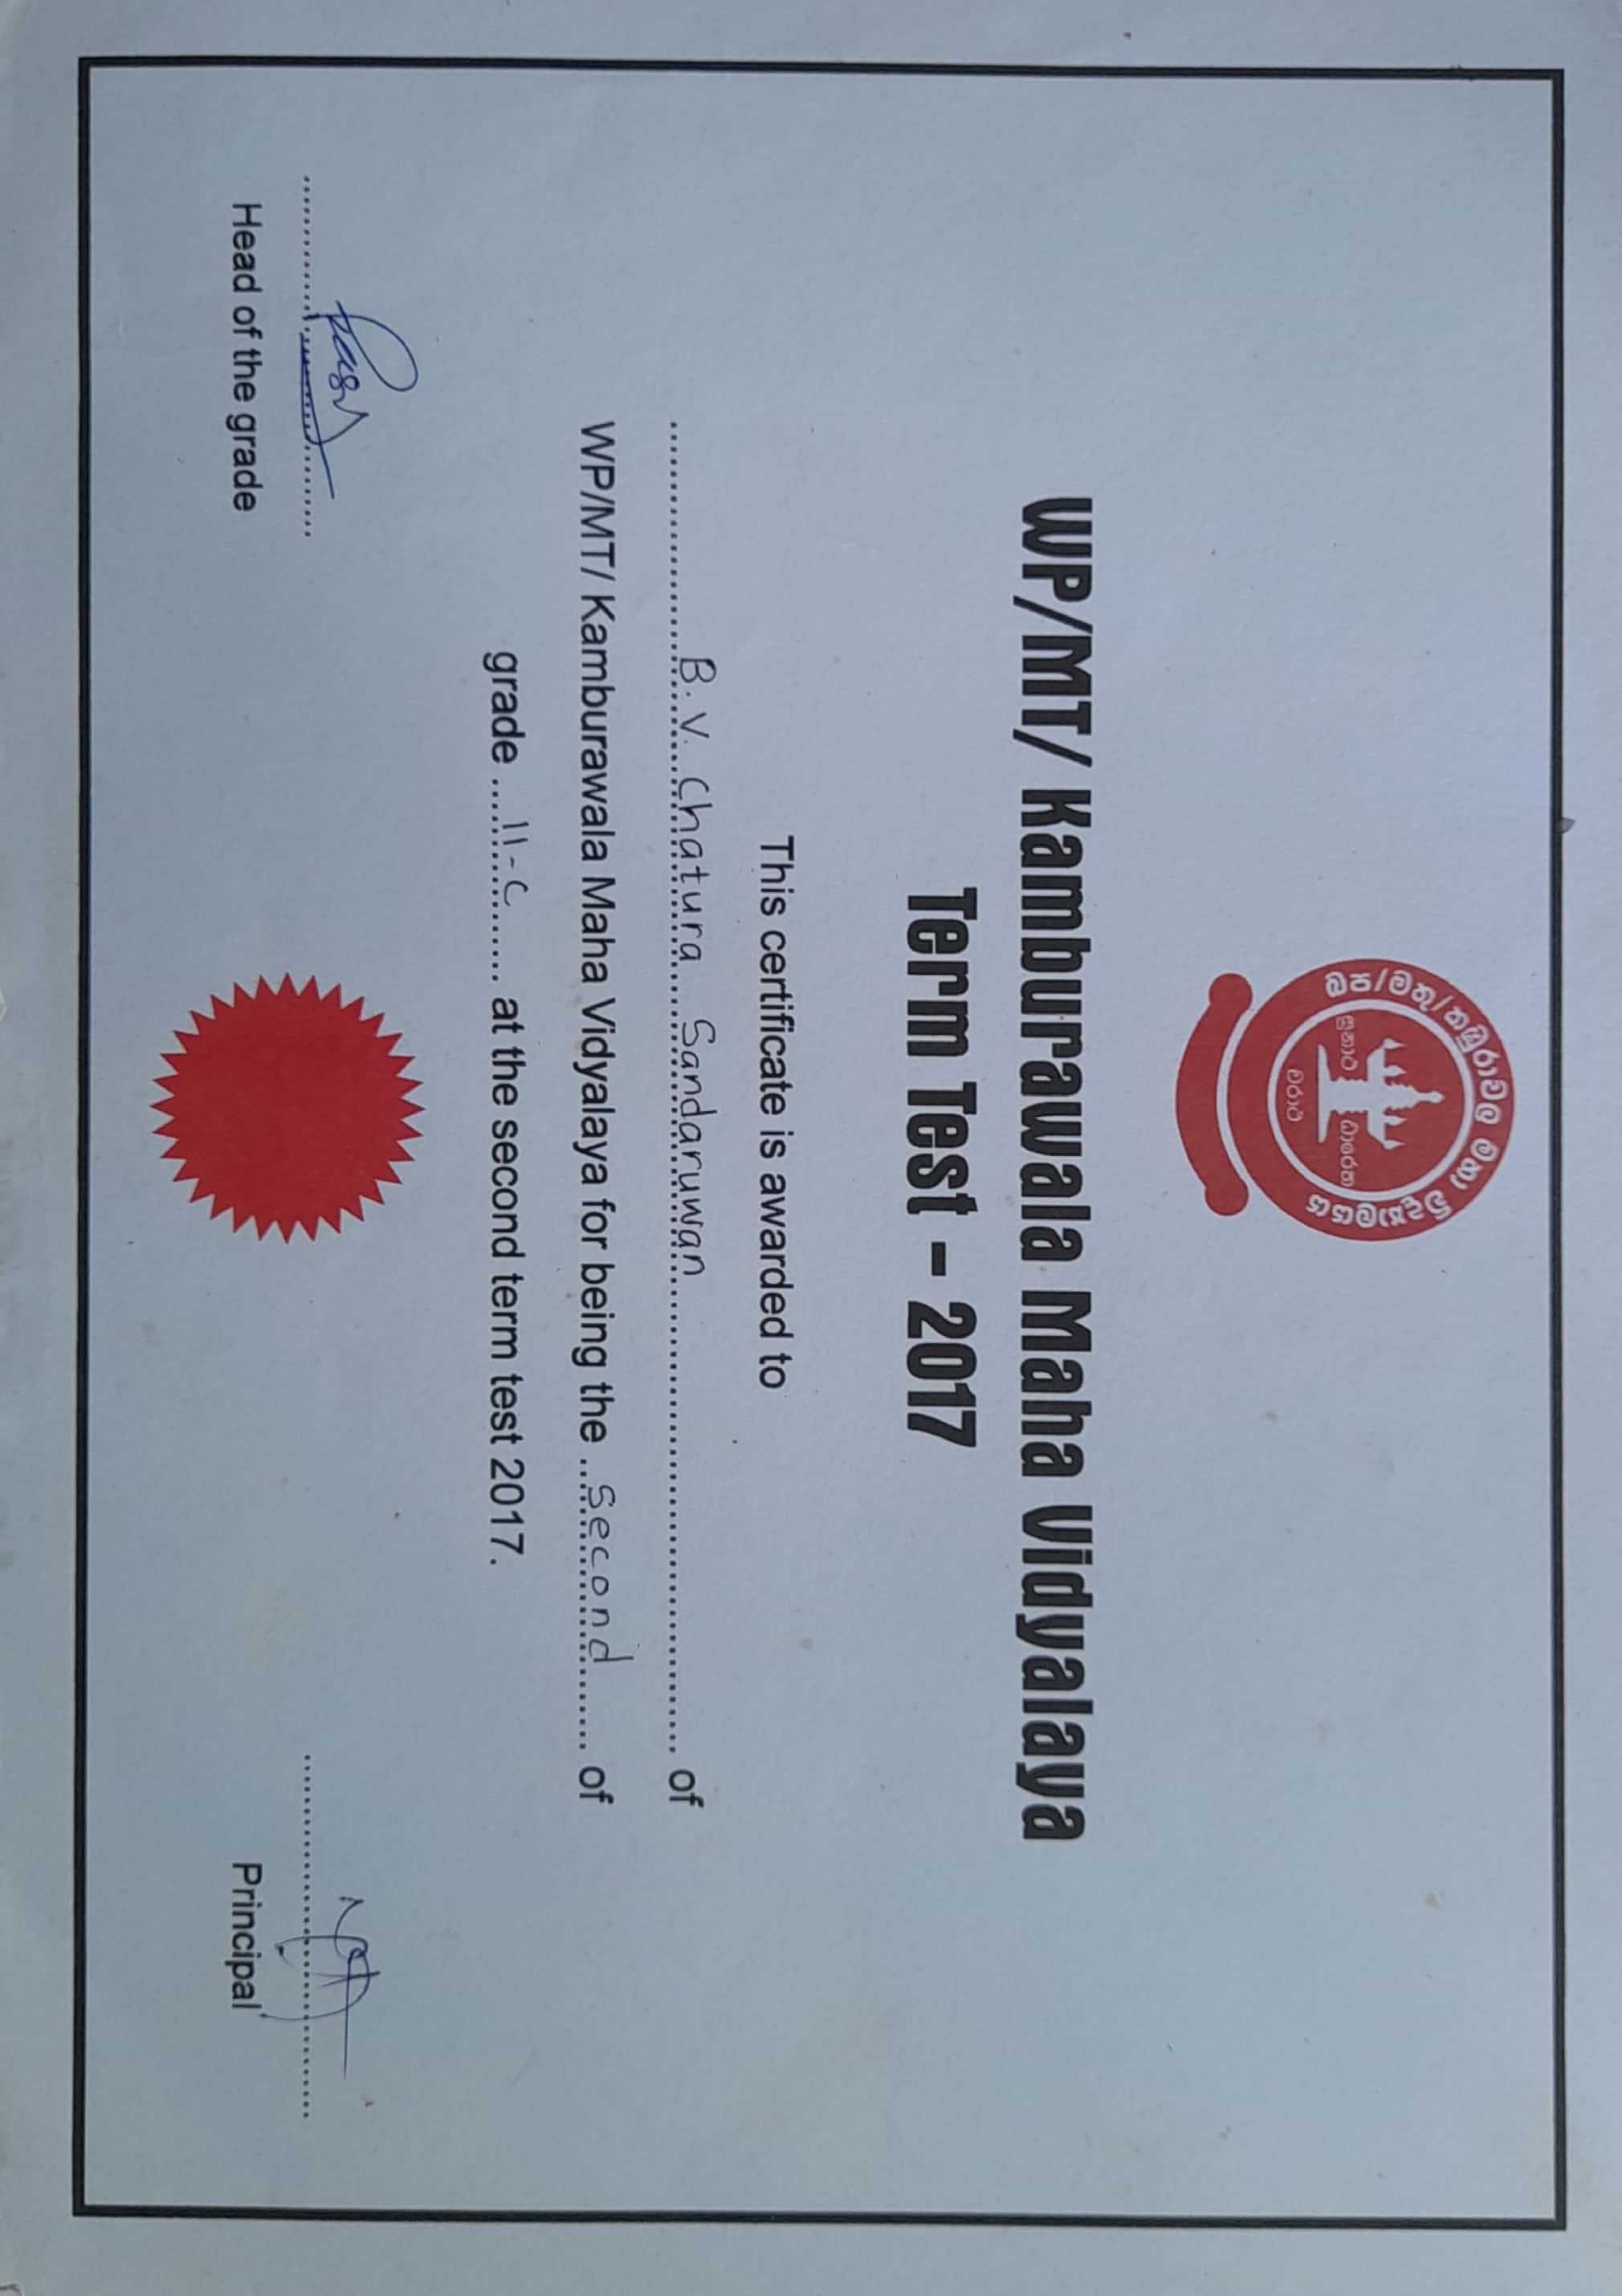 බප/මතු/කඹුරාවල මහා විද්‍යාලය
සනාථ ධාරෙත
චරාථ
WP/MT/ Kamburawala Maha Vidyalaya
Term Test - 2017
This certificate is awarded to
B. V. Chatura Sandaruwan of
WP/MT/ Kamburawala Maha Vidyalaya for being the Second of
grade 11-C at the second term test 2017.
Head of the grade
Principal